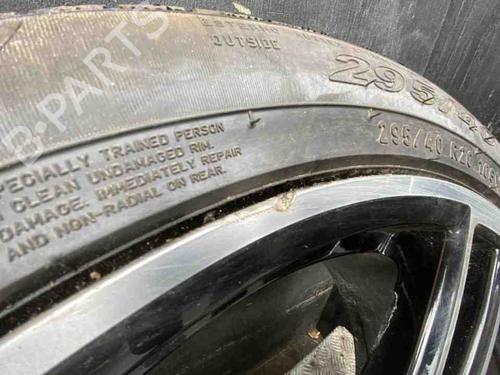 B-PARTS
OUTSIDE
295/40
295/40 R20
SPECIALLY TRAINED PERSON
CLEAN UNDAMAGED RIM.
DAMAGE. IMMEDIATELY REPAIR
AND NON-RADIAL ON REAR.